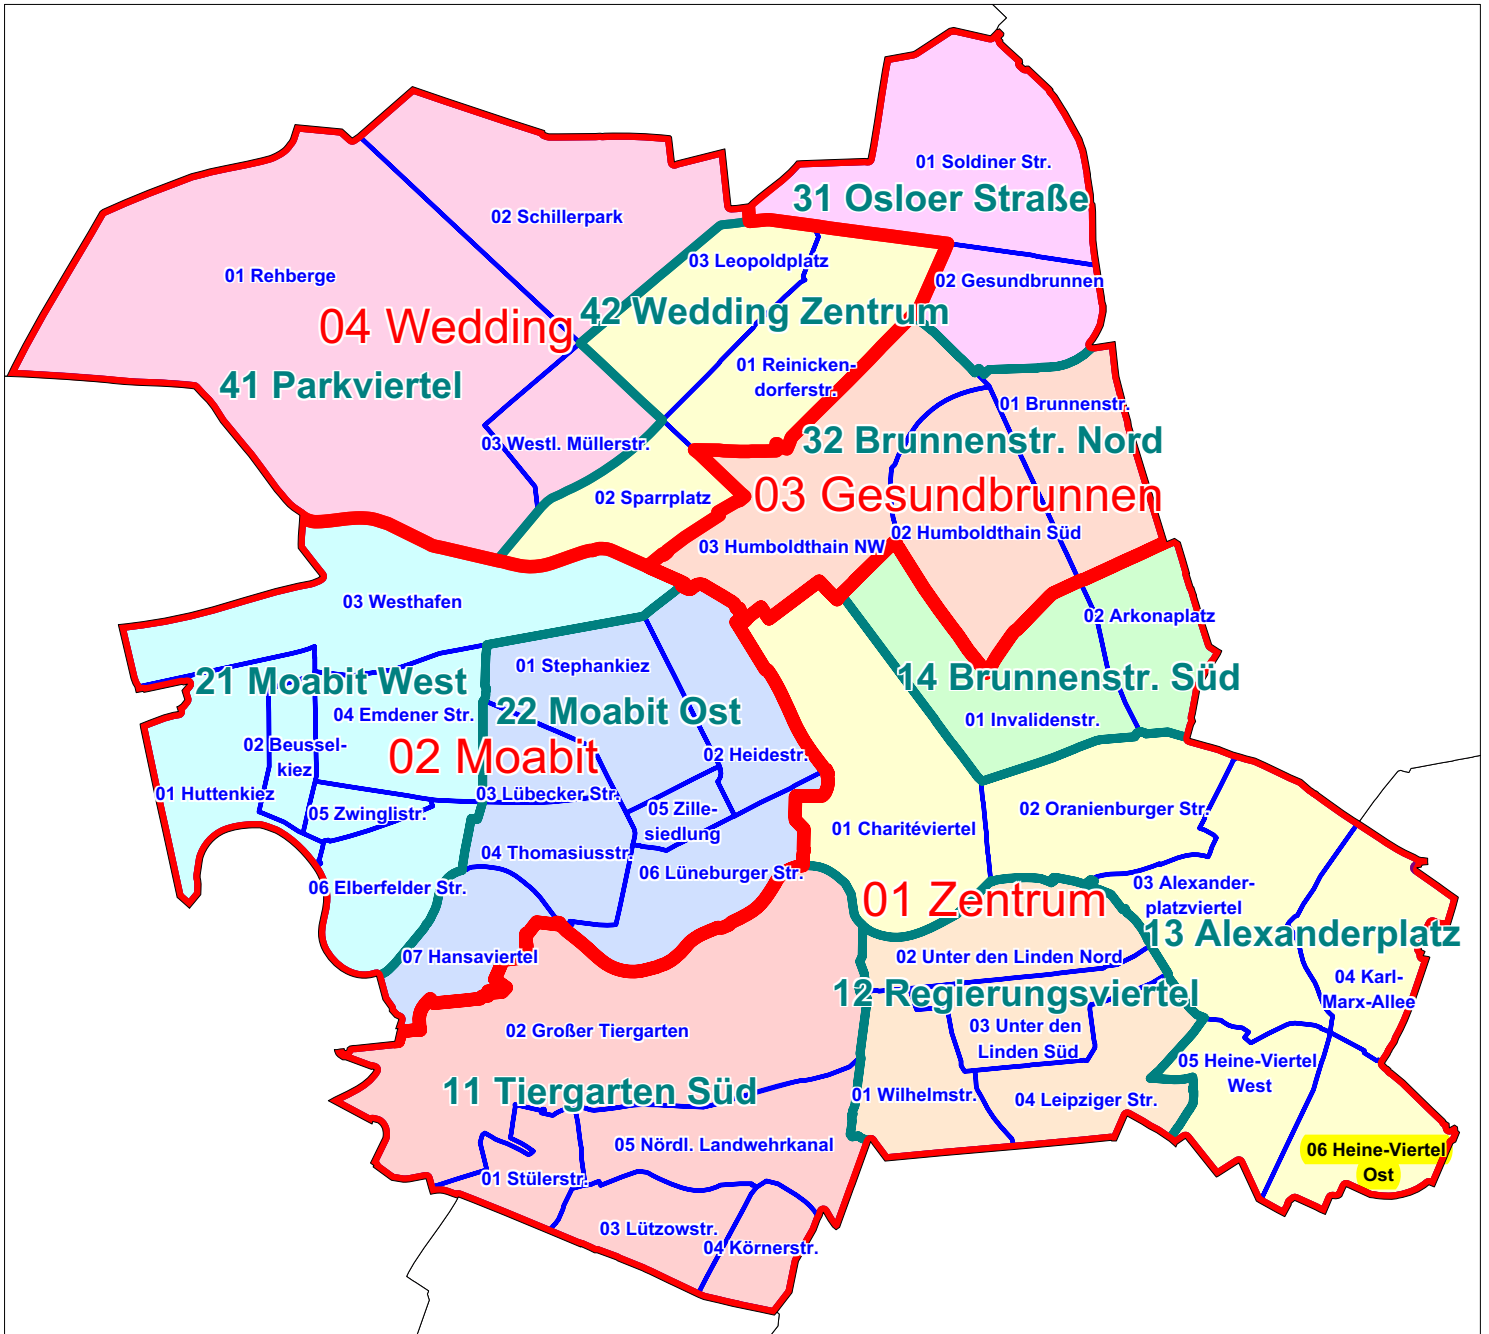 01 Soldiner Str.
31 Osloer Straße
02 Schillerpark
03 Leopoldplatz
01 Rehberge
02 Gesundbrunnen
04 Wedding
42 Wedding Zentrum
01 Reinicken-
dorferstr.
41 Parkviertel
01 Brunnenstr.
03 Westl. Müllerstr.
32 Brunnenstr. Nord
02 Sparrplatz
03 Gesundbrunnen
02 Humboldthain Süd
03 Humboldthain NW
03 Westhafen
02 Arkonaplatz
01 Stephankiez
21 Moabit West
14 Brunnenstr. Süd
04 Emdener Str.
22 Moabit Ost
01 Invalidenstr.
02 Beussel-
kiez
02 Moabit
02 Heidestr.
01 Huttenkiez
03 Lübecker Str.
05 Zwinglistr.
05 Zille-
siedlung
02 Oranienburger Str.
01 Charitéviertel
04 Thomasiusstr.
06 Lüneburger Str.
06 Elberfelder Str.
03 Alexander-
platzviertel
01 Zentrum
13 Alexanderplatz
07 Hansaviertel
02 Unter den Linden Nord
04 Karl-
Marx-Allee
12 Regierungsviertel
02 Großer Tiergarten
03 Unter den
Linden Süd
05 Heine-Viertel
West
11 Tiergarten Süd
01 Wilhelmstr.
04 Leipziger Str.
05 Nördl. Landwehrkanal
06 Heine-Viertel
Ost
01 Stülerstr.
03 Lützowstr.
04 Körnerstr.